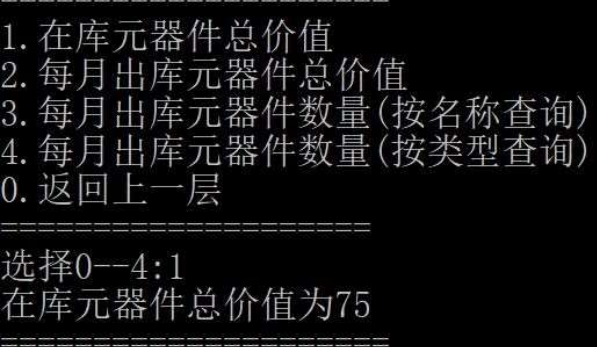 =====================
1.在库元器件总价值
2.每月出库元器件总价值
3.每月出库元器件数量(按名称查询)
4.每月出库元器件数量(按类型查询)
0.返回上一层
====================
选择0--4:1
在库元器件总价值为75
=====================